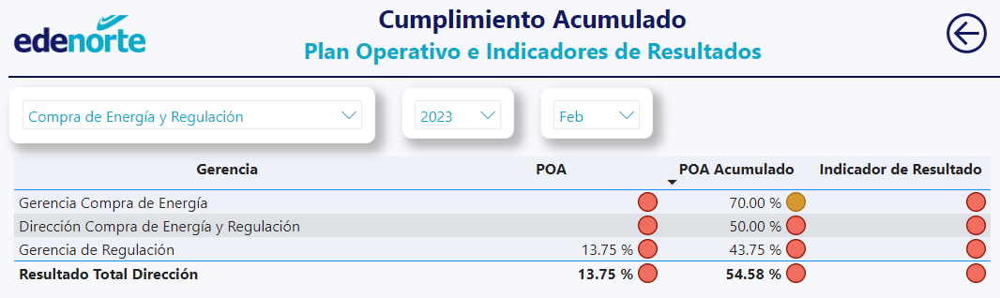 edenorte
Cumplimiento Acumulado
Plan Operativo e Indicadores de Resultados
Compra de Energía y Regulación 2023 Feb
Gerencia POA POA Acumulado Indicador de Resultado
Gerencia Compra de Energía 70.00 %
Dirección Compra de Energía y Regulación 50.00 %
Gerencia de Regulación 13.75 % 43.75 %
Resultado Total Dirección 13.75 % 54.58 %